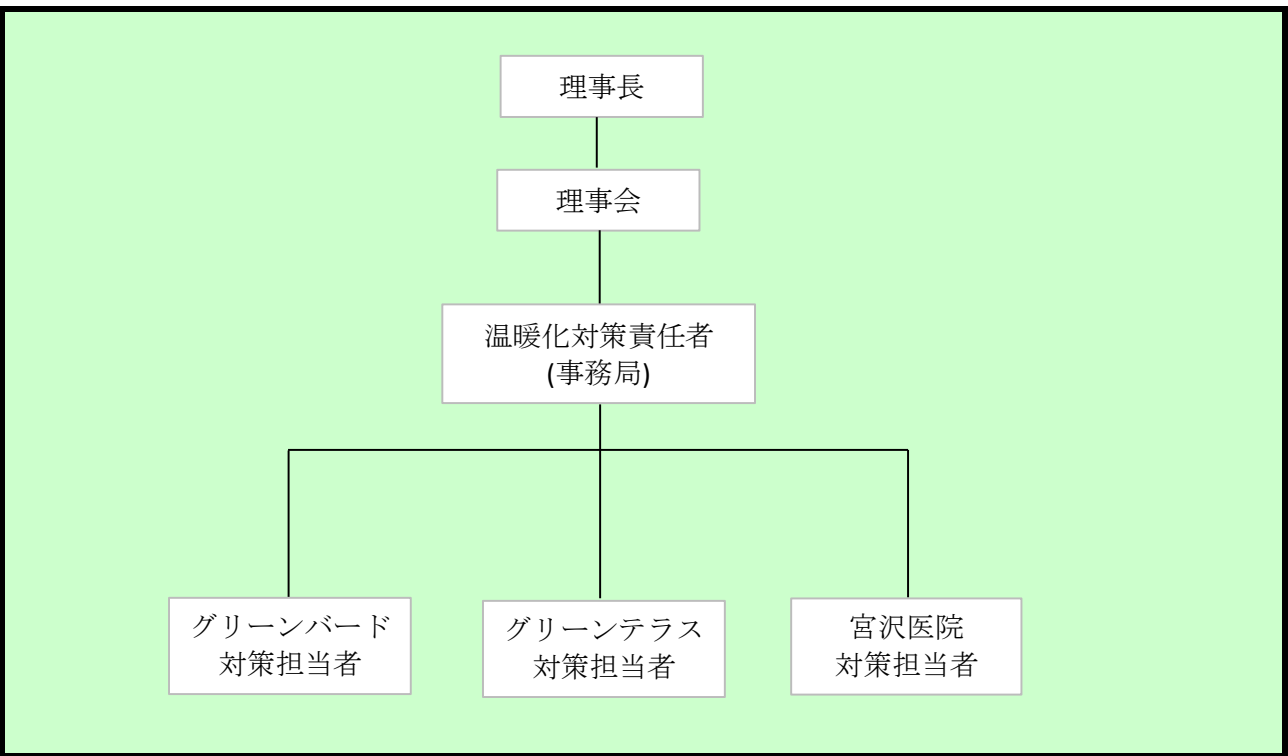 理事長
理事会
温暖化対策責任者
(事務局)
グリーンバード
対策担当者
グリーンテラス
対策担当者
宮沢医院
対策担当者